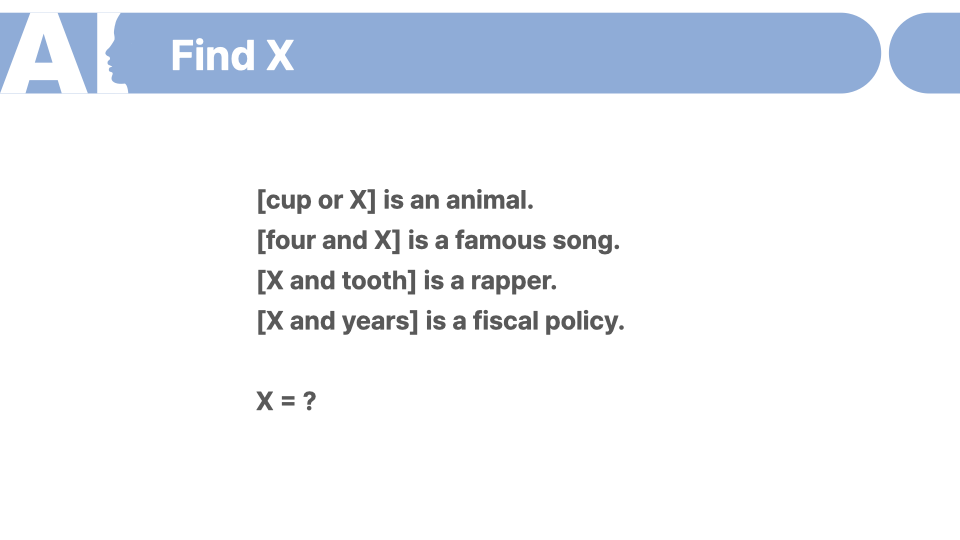 AI
Find X
[cup or X] is an animal.
[four and X] is a famous song.
[X and tooth] is a rapper.
[X and years] is a fiscal policy.
X = ?